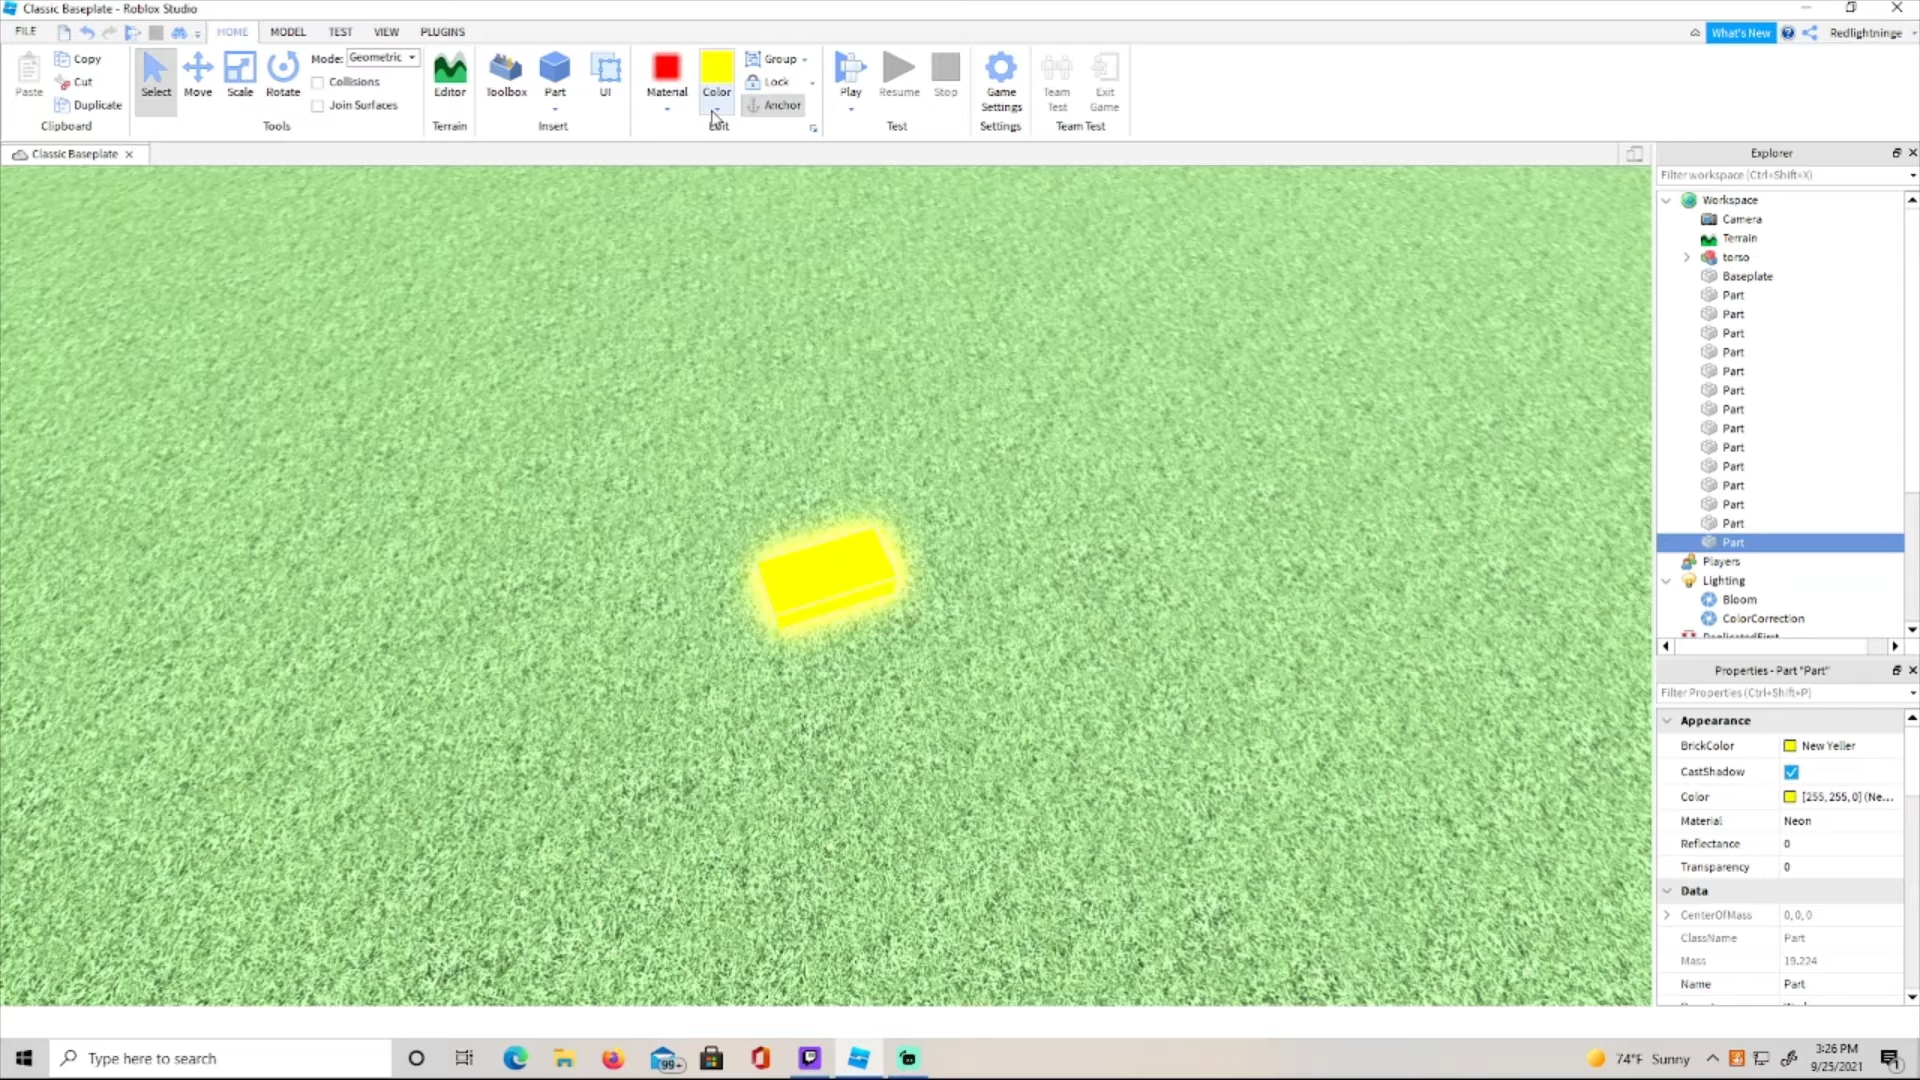 Classic Baseplate - Roblox Studio
FILE HOME MODEL TEST VIEW PLUGINS What's New Redlightninge
Paste Copy Cut Duplicate Clipboard
Select Move Scale Rotate Mode: Geometric Collisions Join Surfaces Tools
Editor Terrain
Toolbox Part UI Insert
Material Color Group Lock Anchor Edit
Play Resume Stop Test
Game Settings Settings
Team Test Exit Game Team Test
Classic Baseplate
Explorer
Filter workspace (Ctrl+Shift+X)
Workspace
Camera
Terrain
torso
Baseplate
Part
Part
Part
Part
Part
Part
Part
Part
Part
Part
Part
Part
Part
Part
Players
Lighting
Bloom
ColorCorrection
Properties - Part "Part"
Filter Properties (Ctrl+Shift+P)
Appearance
BrickColor New Yeller
CastShadow
Color [255, 255, 0] (Ne...
Material Neon
Reflectance 0
Transparency 0
Data
CenterOfMass 0, 0, 0
ClassName Part
Mass 19.224
Name Part
Type here to search
99+
74°F Sunny
3:26 PM
9/25/2021
1